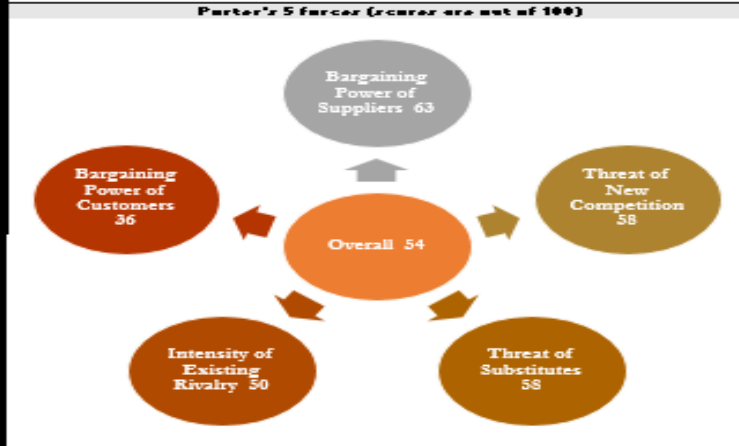 Porter's 5 forces (scores are out of 100)
Bargaining
Power of
Suppliers 63
Bargaining
Power of
Customers
36
Threat of
New
Competition
58
Overall 54
Intensity of
Existing
Rivalry 50
Threat of
Substitutes
58